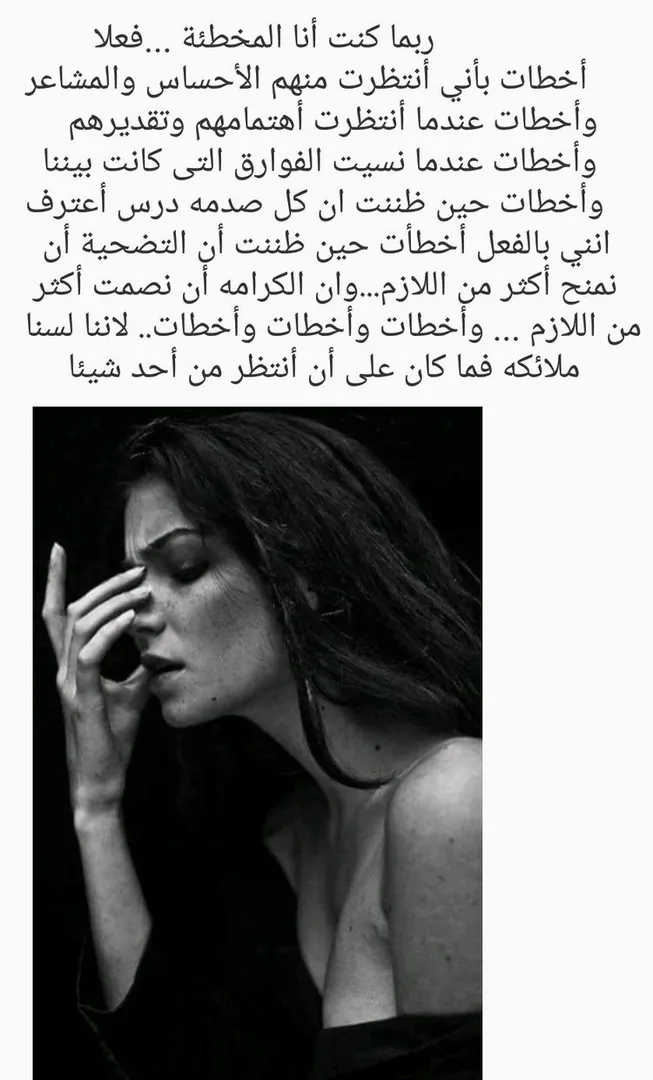 ربما كنت أنا المخطئة ...فعلا
أخطات بأني أنتظرت منهم الأحساس والمشاعر
وأخطات عندما أنتظرت أهتمامهم وتقديرهم
وأخطات عندما نسيت الفوارق التى كانت بيننا
وأخطات حين ظننت ان كل صدمه درس أعترف
انني بالفعل أخطأت حين ظننت أن التضحية أن
نمنح أكثر من اللازم...وان الكرامه أن نصمت أكثر
من اللازم ... وأخطات وأخطات وأخطات.. لاننا لسنا
ملائكه فما كان على أن أنتظر من أحد شيئا